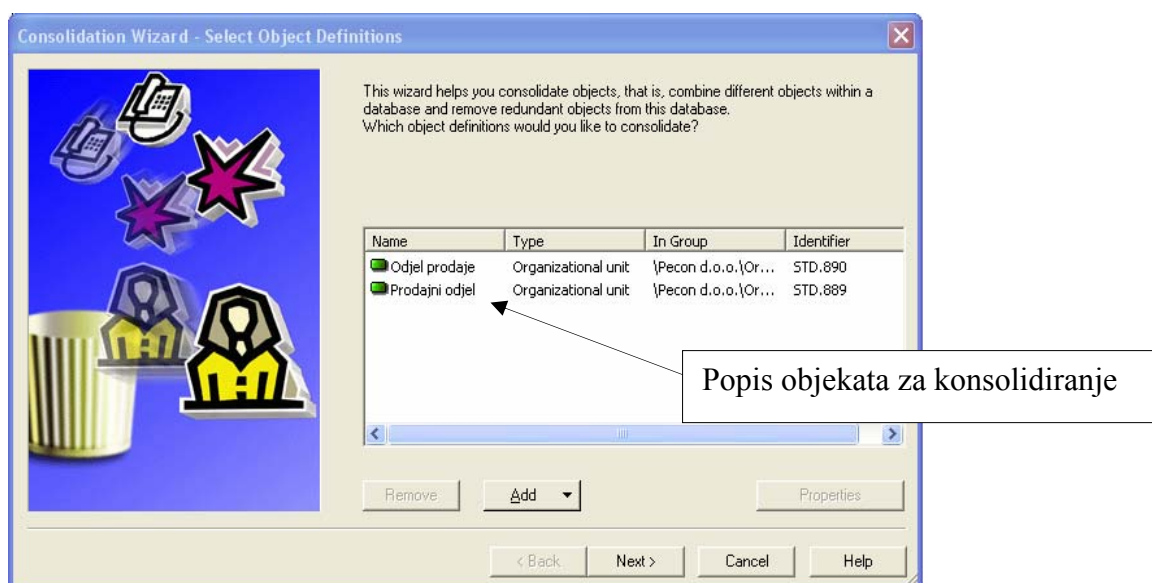 Consolidation Wizard - Select Object Definitions
This wizard helps you consolidate objects, that is, combine different objects within a
database and remove redundant objects from this database.
Which object definitions would you like to consolidate?
Name Type In Group Identifier
Odjel prodaje Organizational unit \Pecon d.o.o.\Or... STD.890
Prodajni odjel Organizational unit \Pecon d.o.o.\Or... STD.889
Popis objekata za konsolidiranje
Remove Add Properties
< Back Next > Cancel Help